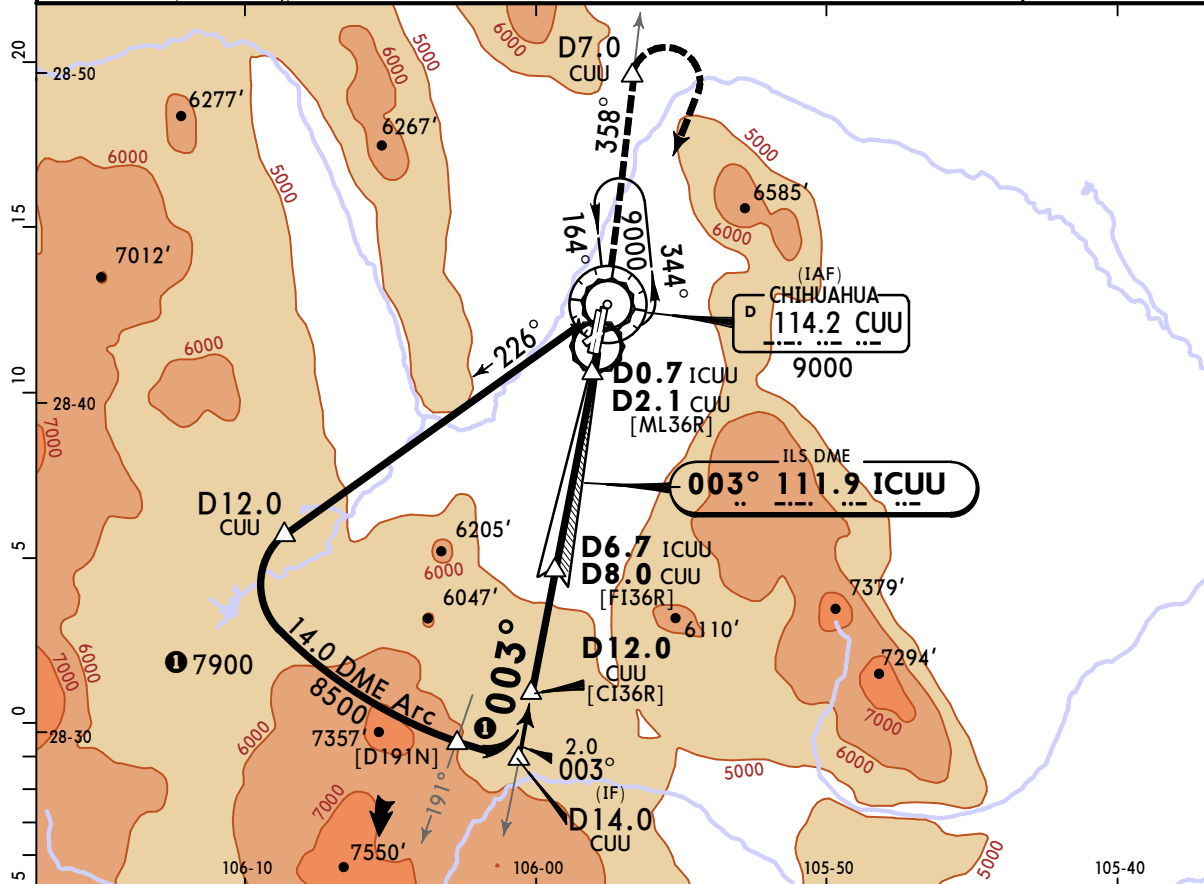 20
28-50
15
10
28-40
5
0
28-30
5
6277'
6267'
6000
5000
6000
6000
5000
7012'
6000
7000
D7.0
CUU
358°
5000
6585'
6000
164°
9000
344°
(IAF)
CHIHUAHUA
D
114.2 CUU
9000
226°
D0.7 ICUU
D2.1 CUU
[ML36R]
ILS DME
003° 111.9 ICUU
D12.0
CUU
6205'
6000
6047'
D6.7 ICUU
D8.0 CUU
[FI36R]
6110'
7379'
7294'
7000
6000
5000
D12.0
CUU
[CI36R]
003°
1 7900
6000
7000
14.0 DME Arc
8500
1
7357'
[D191N]
191°
2.0
003°
(IF)
D14.0
CUU
6000
7000
7550'
5000
106-10
106-00
105-50
105-40